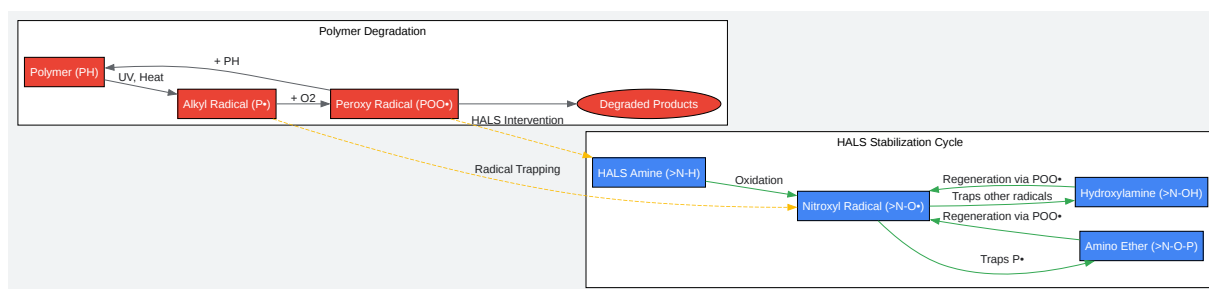 Polymer Degradation
+ PH
Polymer (PH)
UV, Heat
Alkyl Radical (P•)
+ O2
Peroxy Radical (POO•)
Degraded Products
HALS Intervention
HALS Stabilization Cycle
Radical Trapping
HALS Amine (>N-H)
Oxidation
Regeneration via POO•
Hydroxylamine (>N-OH)
Traps other radicals
Nitroxyl Radical (>N-O•)
Regeneration via POO•
Amino Ether (>N-O-P)
Traps P•